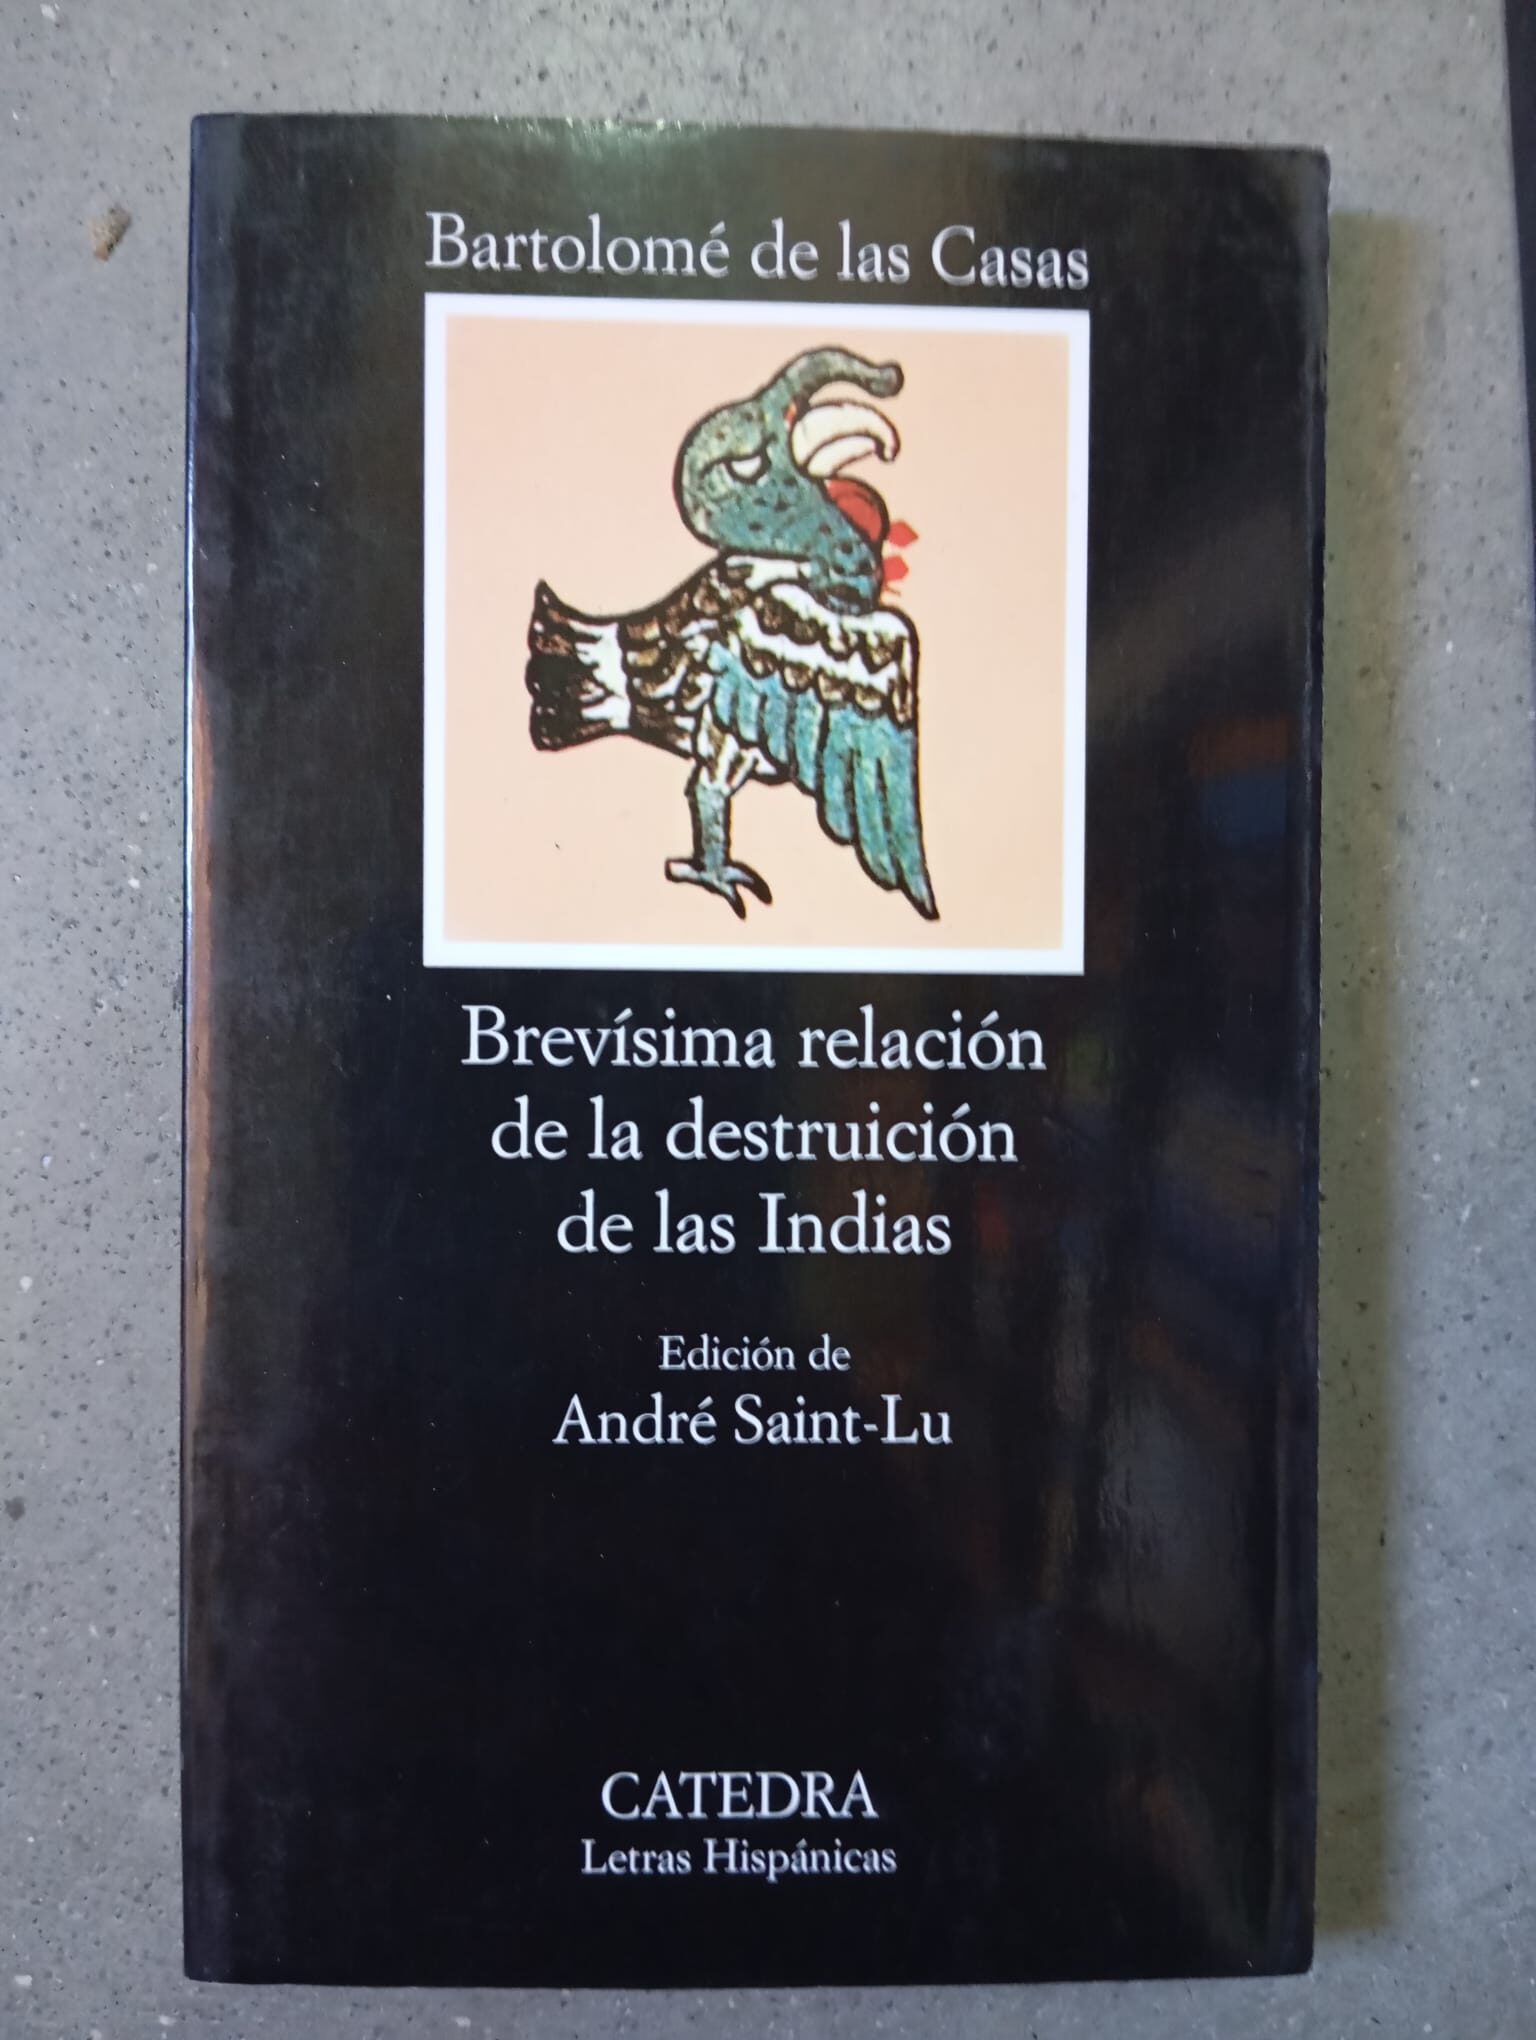 Bartolomé de las Casas
Brevísima relación
de la destruición
de las Indias
Edición de
André Saint-Lu
CATEDRA
Letras Hispánicas